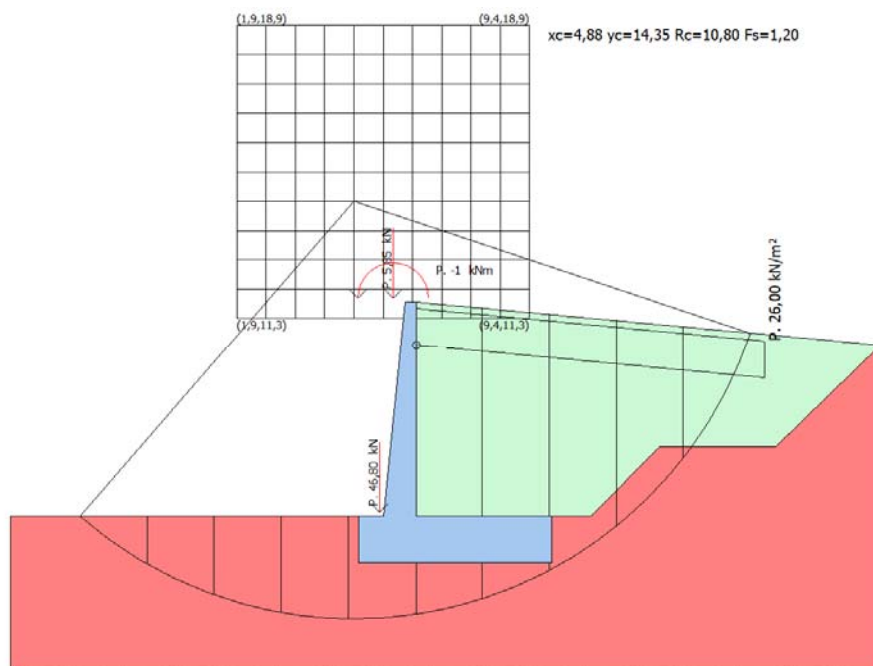 (1,9,18,9)
(9,4,18,9)
xc=4,88 yc=14,35 Rc=10,80 Fs=1,20
P. 5,85 kN
P. -1 kNm
P. 26,00 kN/m²
(1,9,11,3)
(9,4,11,3)
P. 46,80 kN